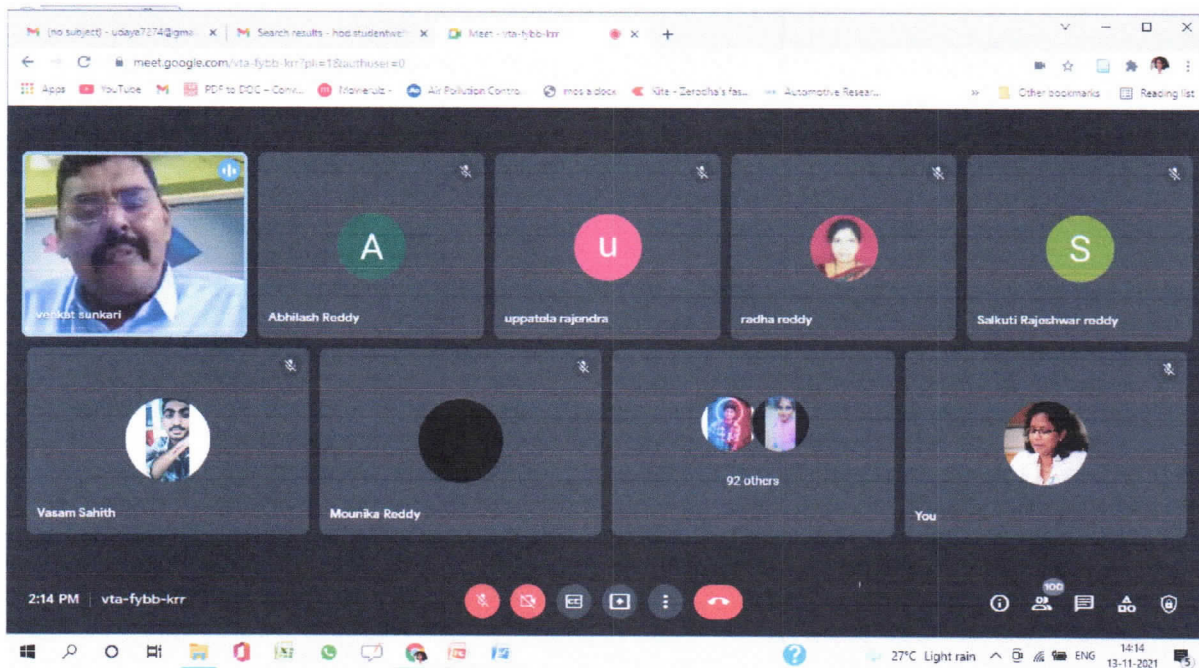 [no subject] - udaya7274@gma
Search results - hod studentwel
Meet - vta-fybb-krr
meet.google.com/vta-fybb-krr?pli=1&authuser=0
Apps YouTube PDF to DOC - Conv... Movierulz - Air Pollution Contro... mos a.docx Kite - Zerodha's fas... Automotive Resear... » Other bookmarks Reading list
venkat sunkari
A
Abhilash Reddy
u
uppatela rajendra
radha reddy
S
Salkuti Rajeshwar reddy
Vasam Sahith
Mounika Reddy
92 others
You
2:14 PM | vta-fybb-krr
100
27°C Light rain ENG 14:14
13-11-2021